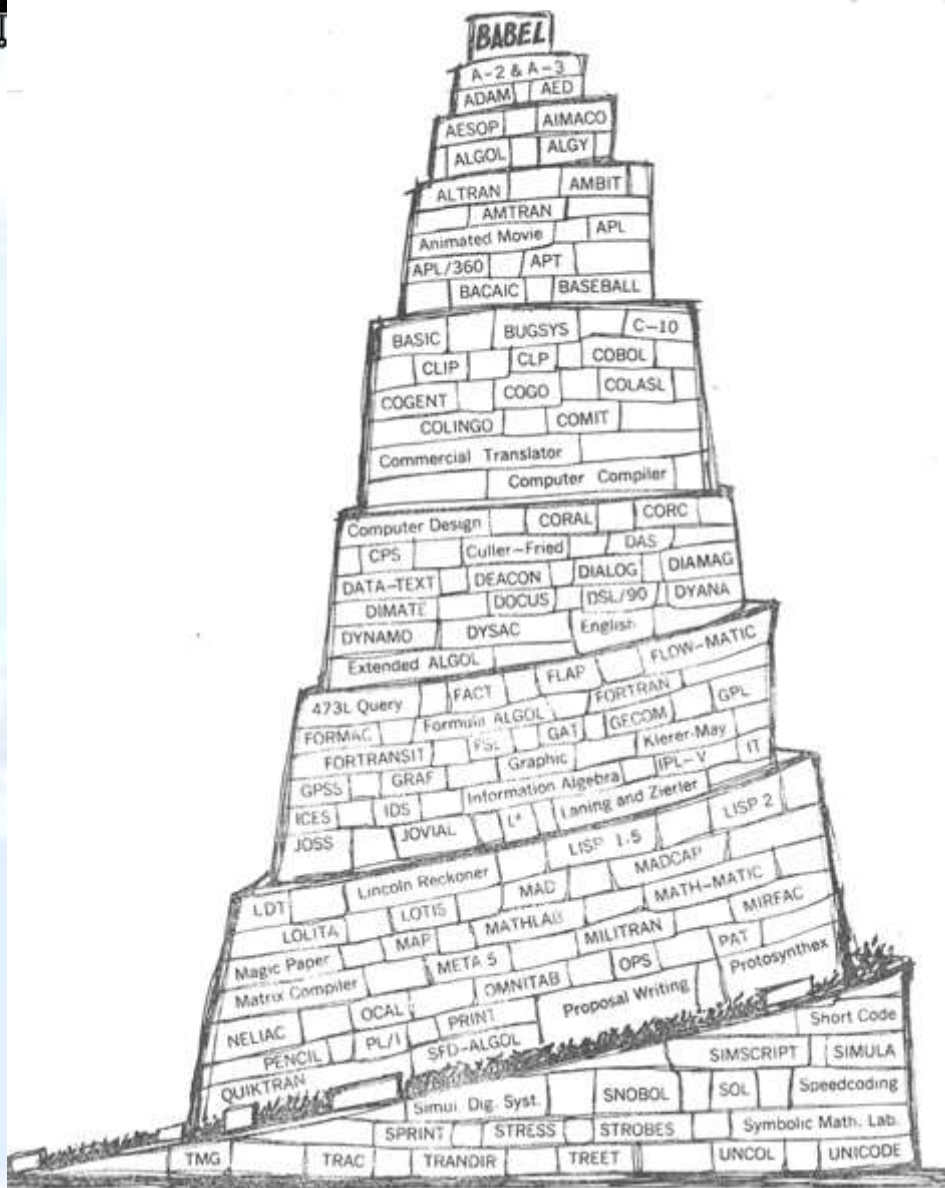 BABEL
A-2 & A-3
ADAM AED
AESOP AIMACO
ALGOL ALGY
ALTRAN AMBIT
AMTRAN
Animated Movie APL
APL/360 APT
BACAIC BASEBALL
BASIC BUGSYS C-10
CLIP CLP COBOL
COGENT COGO COLASL
COLINGO COMIT
Commercial Translator
Computer Compiler
Computer Design CORAL CORC
CPS Culler-Fried DAS
DATA-TEXT DEACON DIALOG DIAMAG
DIMATE DOCUS DSL/90 DYANA
DYNAMO DYSAC English
Extended ALGOL FLAP FLOW-MATIC
473L Query FACT FORTRAN GPL
FORMAC Formula ALGOL GAT GECOM Klerer-May
FORTRANSIT FSL Graphic IPL-V IT
GPSS GRAF Information Algebra
ICES IDS L⁶ Laning and Zierler
JOSS JOVIAL LISP 1.5 LISP 2
LDT Lincoln Reckoner MAD MADCAP
LOLITA LOTIS MATHLAB MATH-MATIC MIRFAC
Magic Paper MAP META 5 MILITRAN PAT
Matrix Compiler OMNITAB OPS Protosynthex
NELIAC OCAL PRINT Proposal Writing
PENCIL PL/I SFD-ALGOL
QUIKTRAN
Short Code
SIMSCRIPT SIMULA
Simul. Dig. Syst. SNOBOL SOL Speedcoding
SPRINT STRESS STROBES Symbolic Math. Lab.
TMG TRAC TRANDIR TREET UNCOL UNICODE